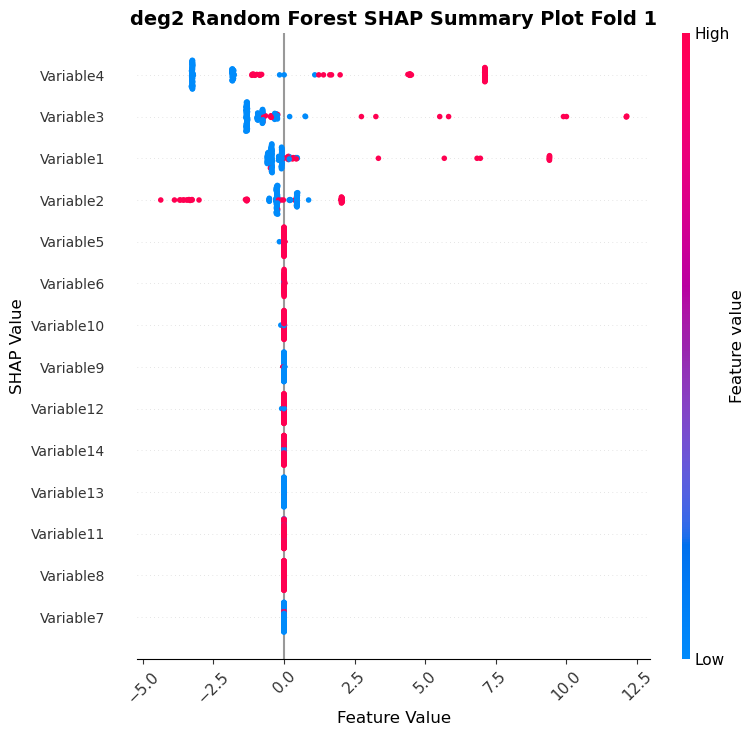 deg2 Random Forest SHAP Summary Plot Fold 1
High
Variable4
Variable3
Variable1
Variable2
Variable5
Variable6
Variable10
Variable9
Variable12
Variable14
Variable13
Variable11
Variable8
Variable7
SHAP Value
Feature value
Low
−5.0
−2.5
0.0
2.5
5.0
7.5
10.0
12.5
Feature Value